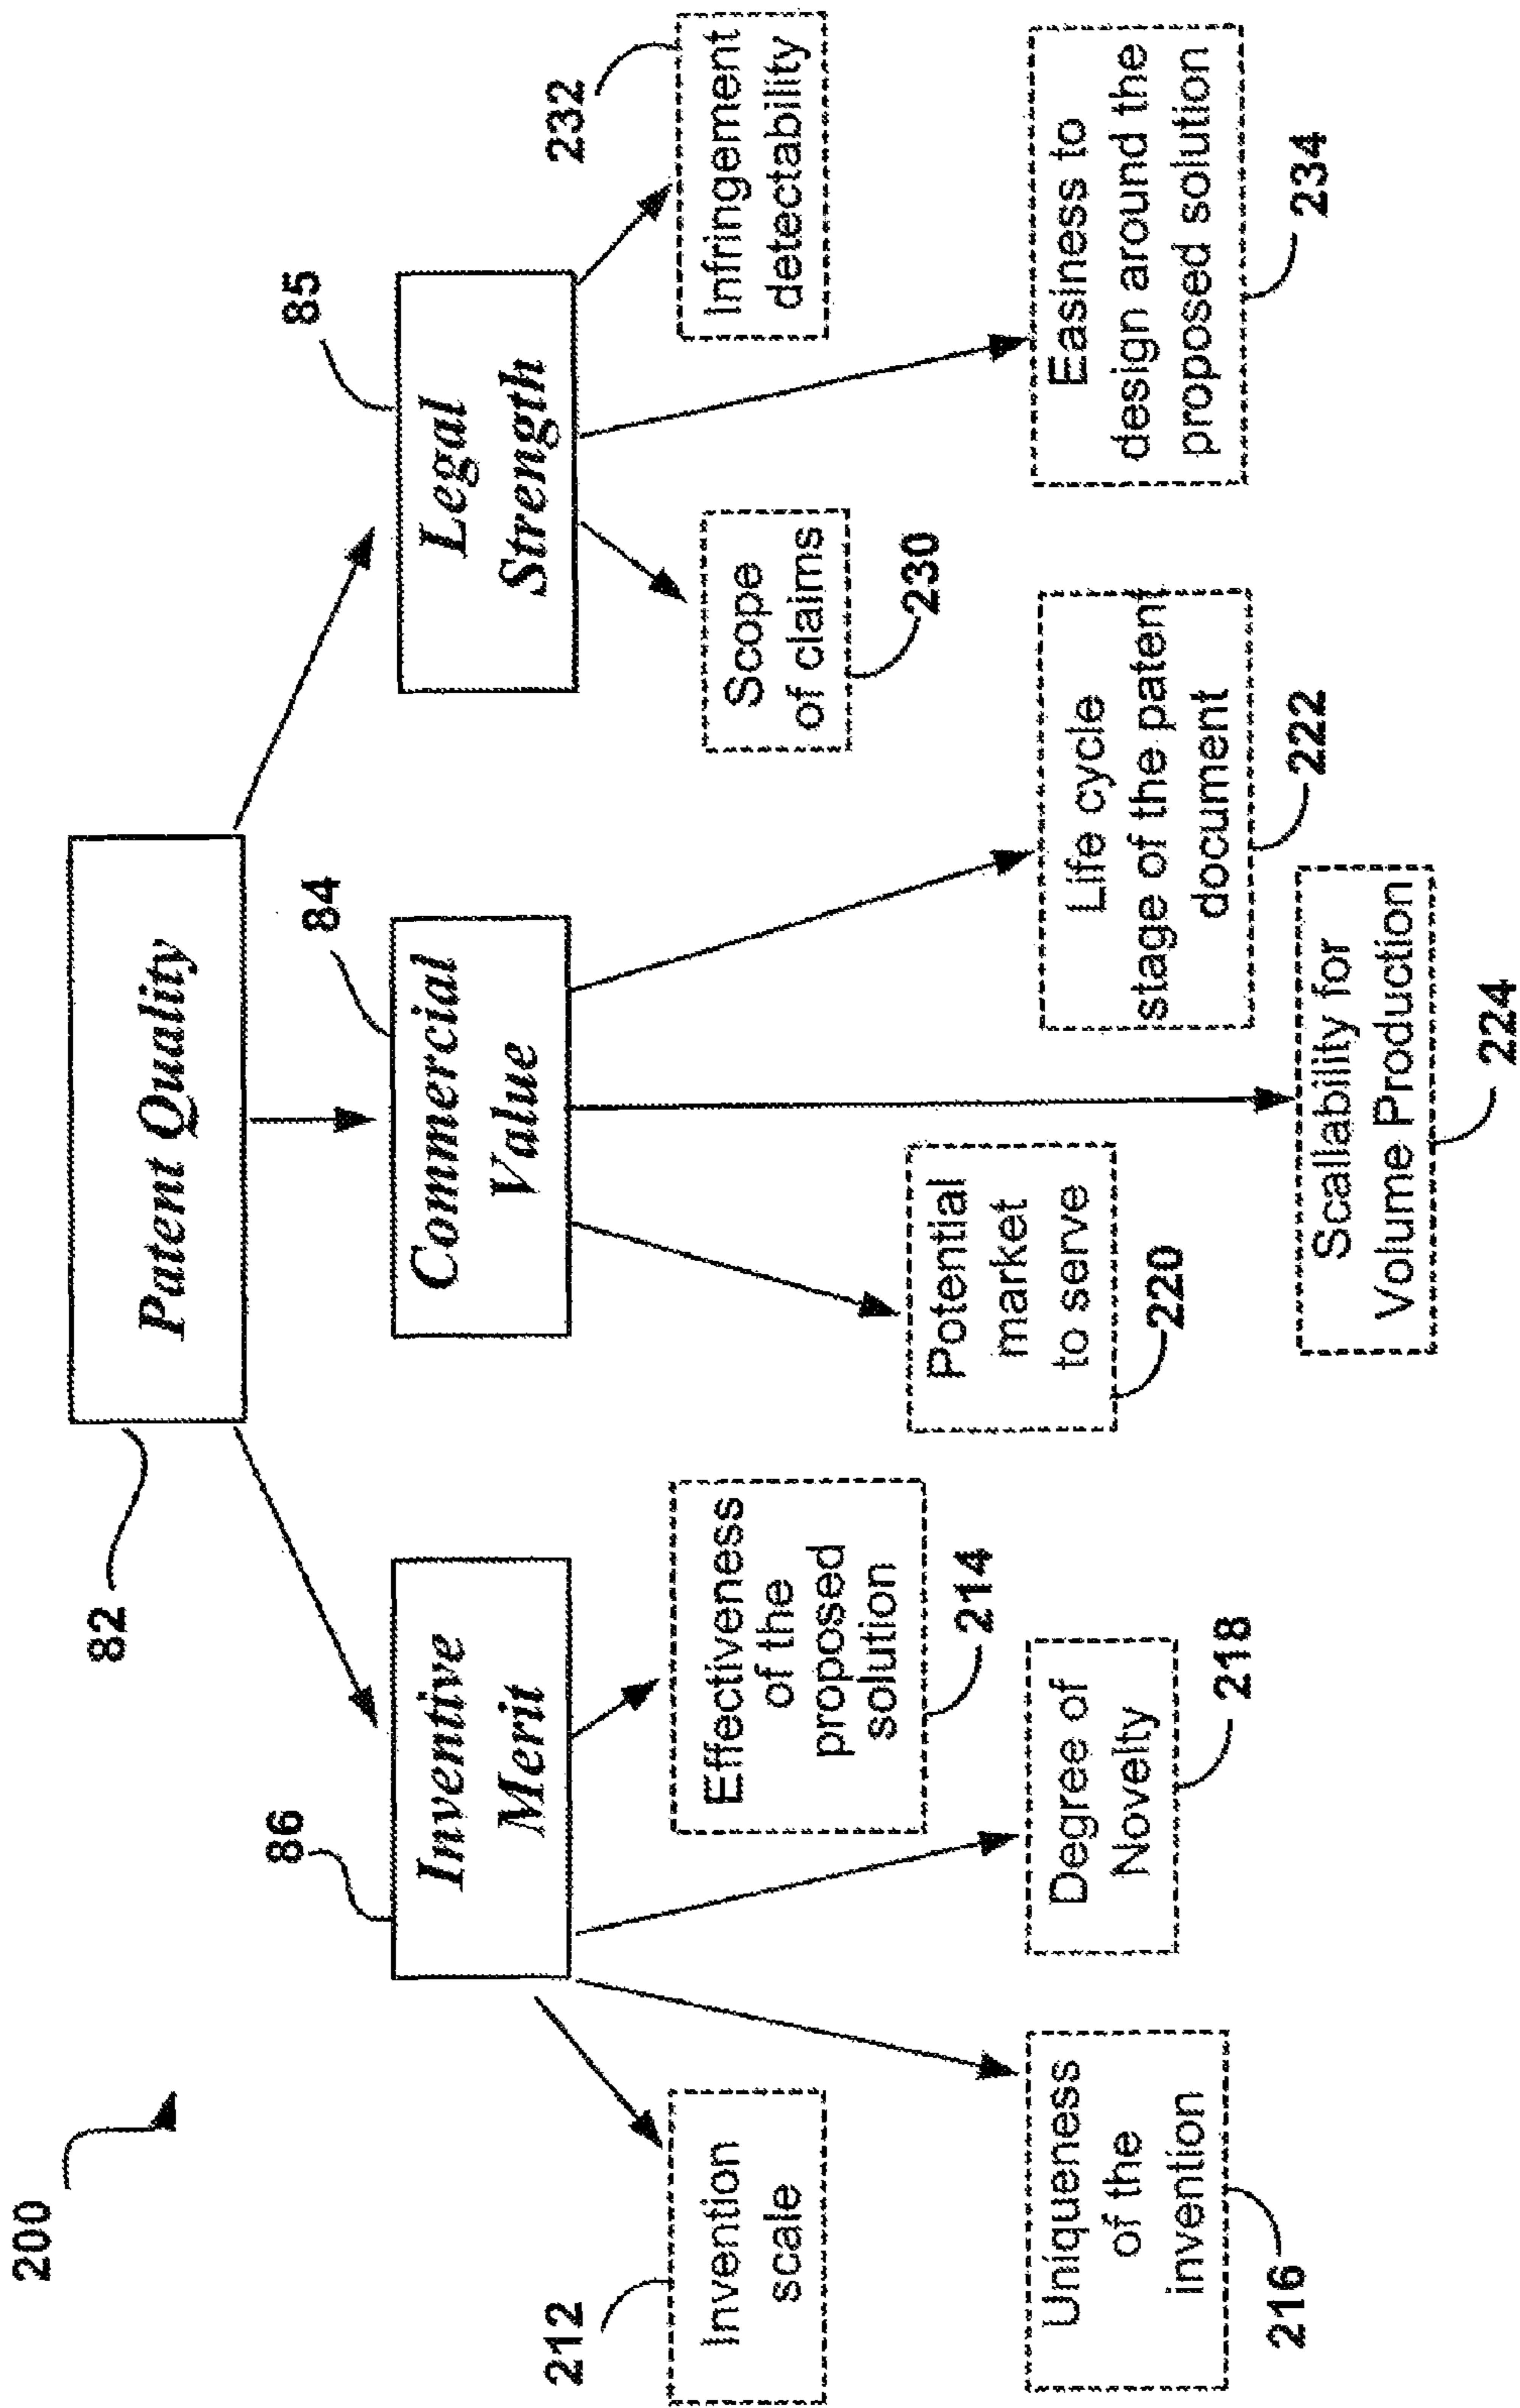 200
82
Patent Quality
86
Inventive
Merit
84
Commercial
Value
85
Legal
Strength
212
Invention
scale
Effectiveness
of the
proposed
solution
214
Uniqueness
of the
invention
216
Degree of
Novelty
218
Potential
market
to serve
220
Life cycle
stage of the patent
document
222
Scallability for
Volume Production
224
Scope
of claims
230
232
Infringement
detectability
Easiness to
design around the
proposed solution
234